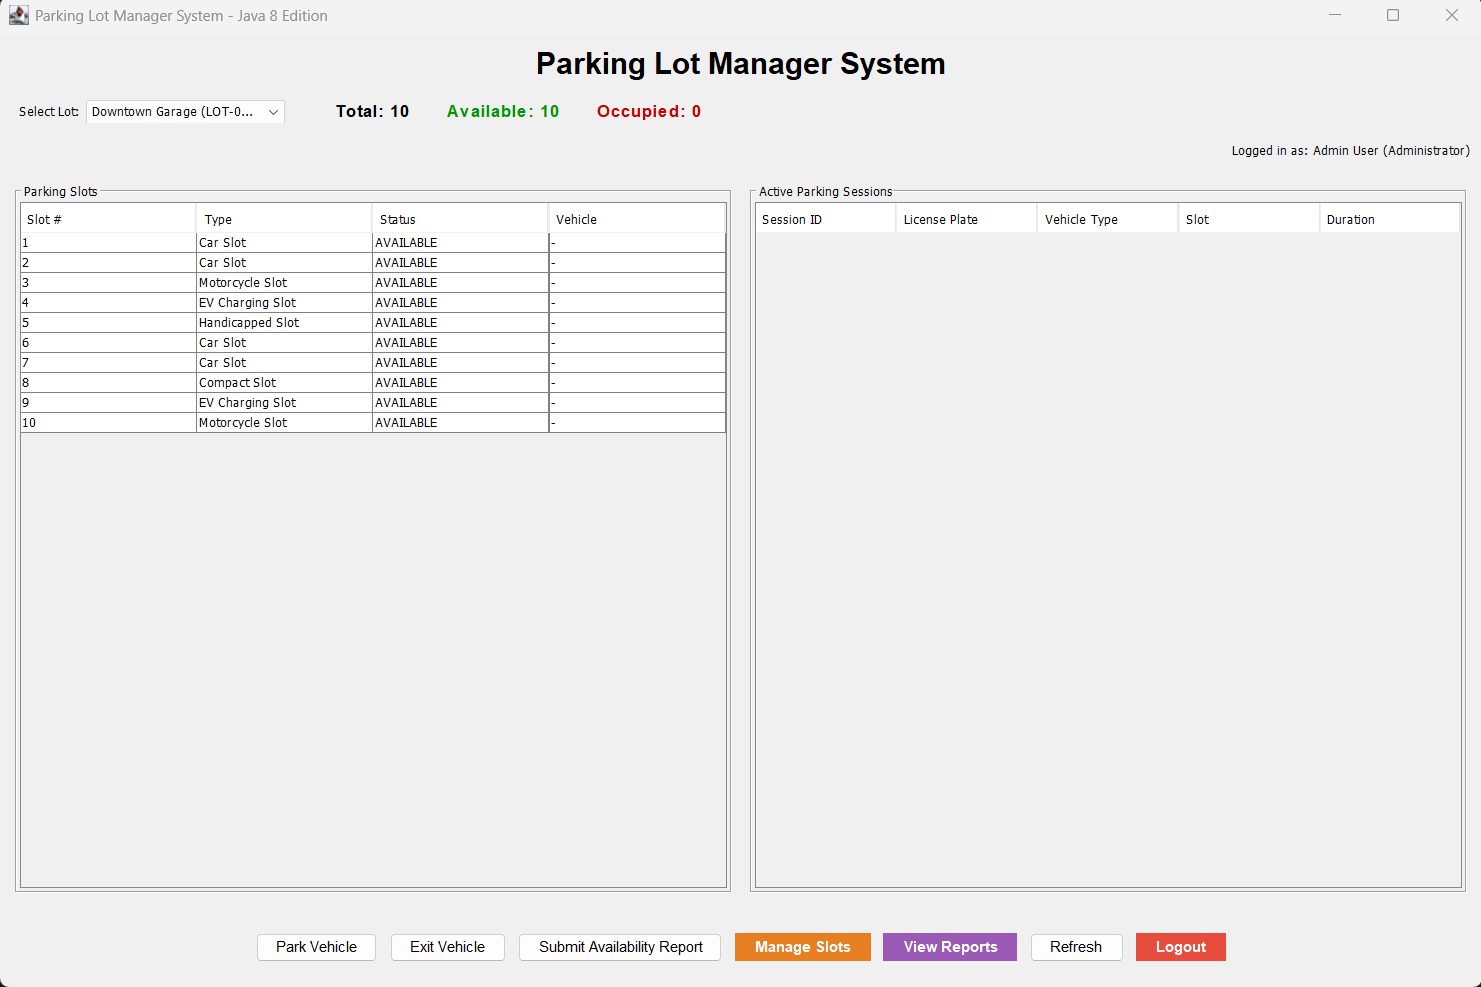 Parking Lot Manager System - Java 8 Edition
Parking Lot Manager System
Select Lot: Downtown Garage (LOT-0... Total: 10 Available: 10 Occupied: 0
Logged in as: Admin User (Administrator)
Parking Slots
Slot # Type Status Vehicle
1 Car Slot AVAILABLE -
2 Car Slot AVAILABLE -
3 Motorcycle Slot AVAILABLE -
4 EV Charging Slot AVAILABLE -
5 Handicapped Slot AVAILABLE -
6 Car Slot AVAILABLE -
7 Car Slot AVAILABLE -
8 Compact Slot AVAILABLE -
9 EV Charging Slot AVAILABLE -
10 Motorcycle Slot AVAILABLE -
Active Parking Sessions
Session ID License Plate Vehicle Type Slot Duration
Park Vehicle Exit Vehicle Submit Availability Report Manage Slots View Reports Refresh Logout